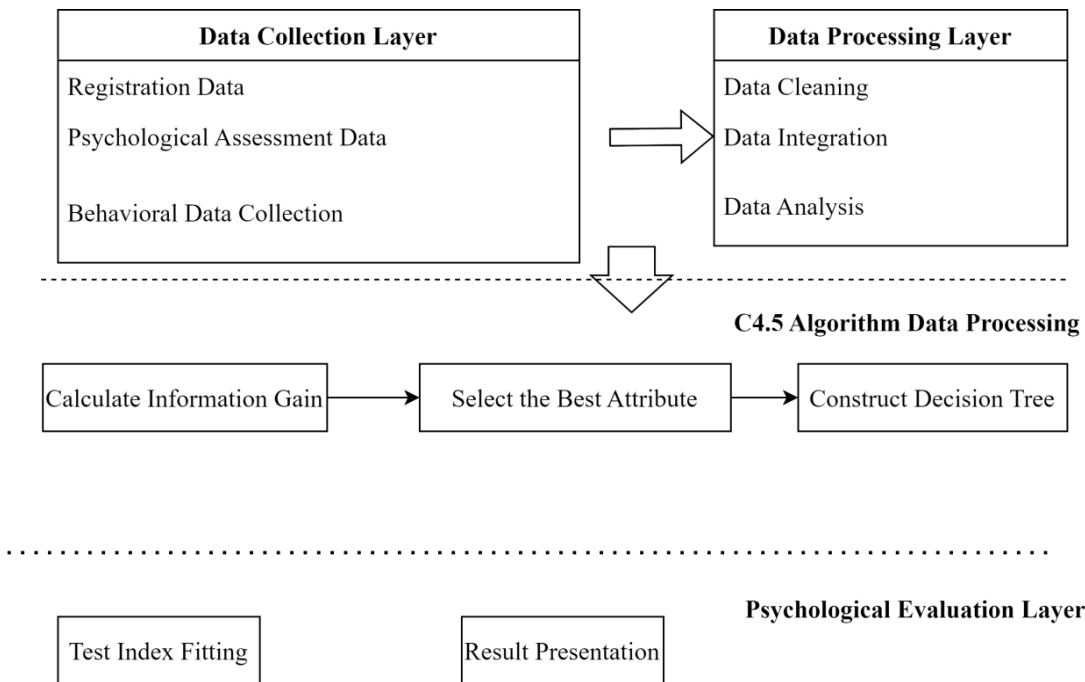 Data Collection Layer
Registration Data
Psychological Assessment Data
Behavioral Data Collection
Data Processing Layer
Data Cleaning
Data Integration
Data Analysis
C4.5 Algorithm Data Processing
Calculate Information Gain
Select the Best Attribute
Construct Decision Tree
Psychological Evaluation Layer
Test Index Fitting
Result Presentation